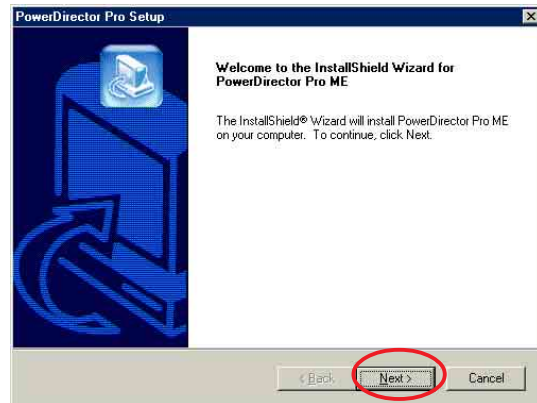 PowerDirector Pro Setup
Welcome to the InstallShield Wizard for
PowerDirector Pro ME
The InstallShield® Wizard will install PowerDirector Pro ME
on your computer. To continue, click Next.
< Back
Next >
Cancel